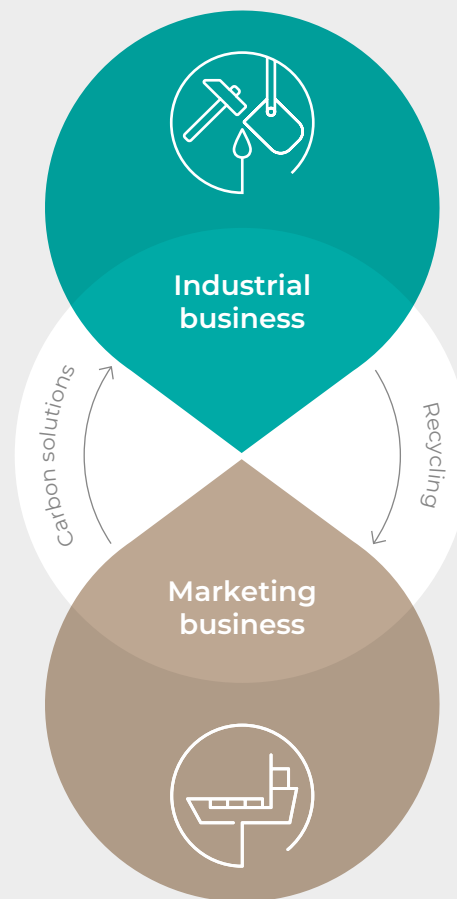 Industrial
business
Carbon solutions
Recycling
Marketing
business